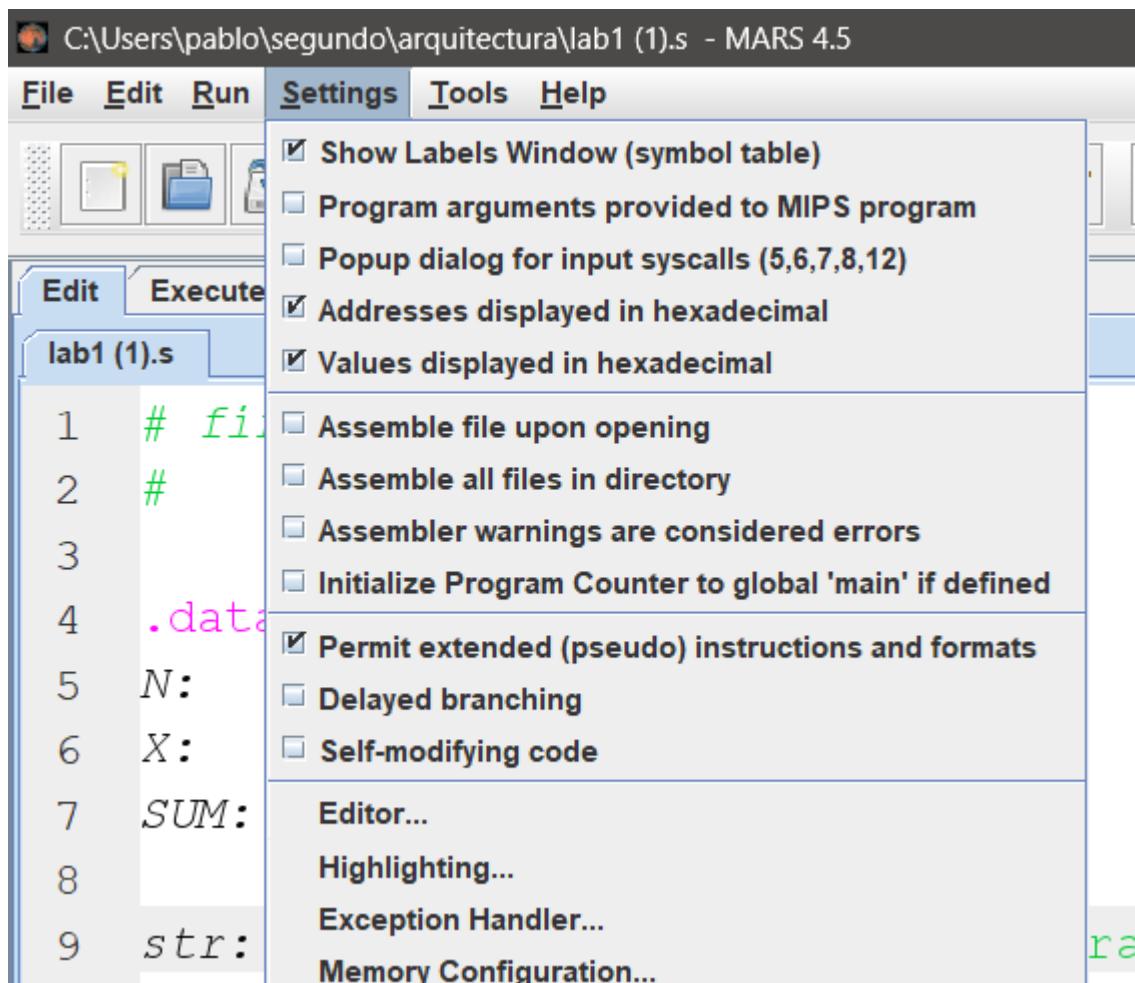 C:\Users\pablo\segundo\arquitectura\lab1 (1).s - MARS 4.5
File Edit Run Settings Tools Help
Show Labels Window (symbol table)
Program arguments provided to MIPS program
Popup dialog for input syscalls (5,6,7,8,12)
Addresses displayed in hexadecimal
Values displayed in hexadecimal
Assemble file upon opening
Assemble all files in directory
Assembler warnings are considered errors
Initialize Program Counter to global 'main' if defined
Permit extended (pseudo) instructions and formats
Delayed branching
Self-modifying code
Editor...
Highlighting...
Exception Handler...
Memory Configuration...
Edit Execute
lab1 (1).s
1 #
2 #
3
4 .data
5 N:
6 X:
7 SUM:
8
9 str: